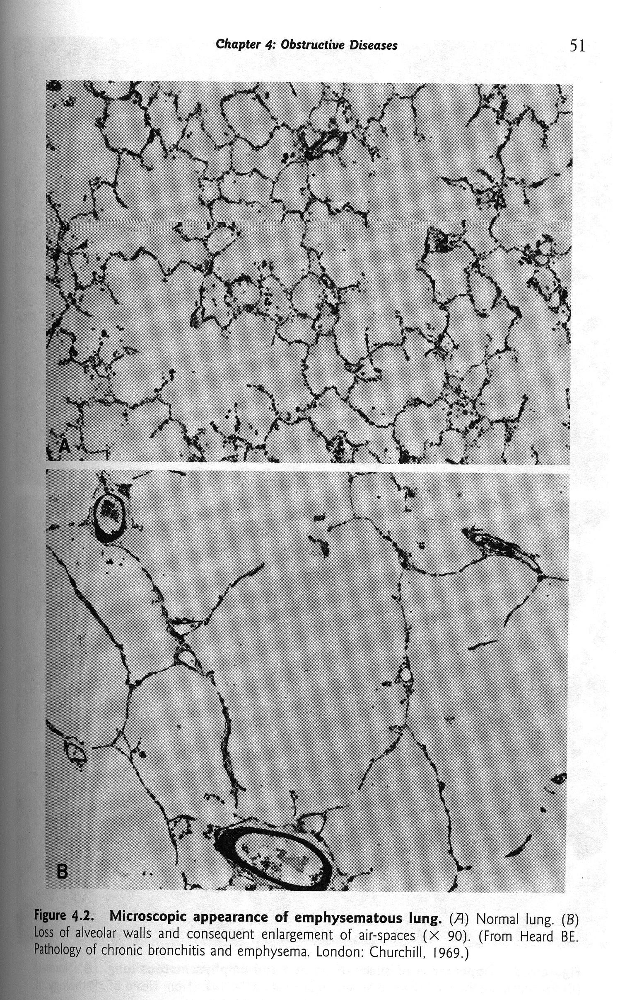 Chapter 4: Obstructive Diseases 51
A
B
Figure 4.2. Microscopic appearance of emphysematous lung. (A) Normal lung. (B)
Loss of alveolar walls and consequent enlargement of air-spaces (× 90). (From Heard BE.
Pathology of chronic bronchitis and emphysema. London: Churchill, 1969.)